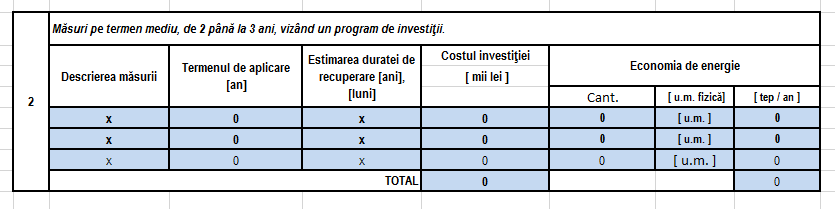 Măsuri pe termen mediu, de 2 până la 3 ani, vizând un program de investiţii.
2
Descrierea măsurii
Termenul de aplicare
[an]
Estimarea duratei de
recuperare [ani],
[luni]
Costul investiţiei
[ mii lei ]
Economia de energie
Cant.
[ u.m. fizică]
[ tep / an ]
x 0 x 0 0 [ u.m. ] 0
x 0 x 0 0 [ u.m. ] 0
x 0 x 0 0 [ u.m. ] 0
TOTAL 0 0